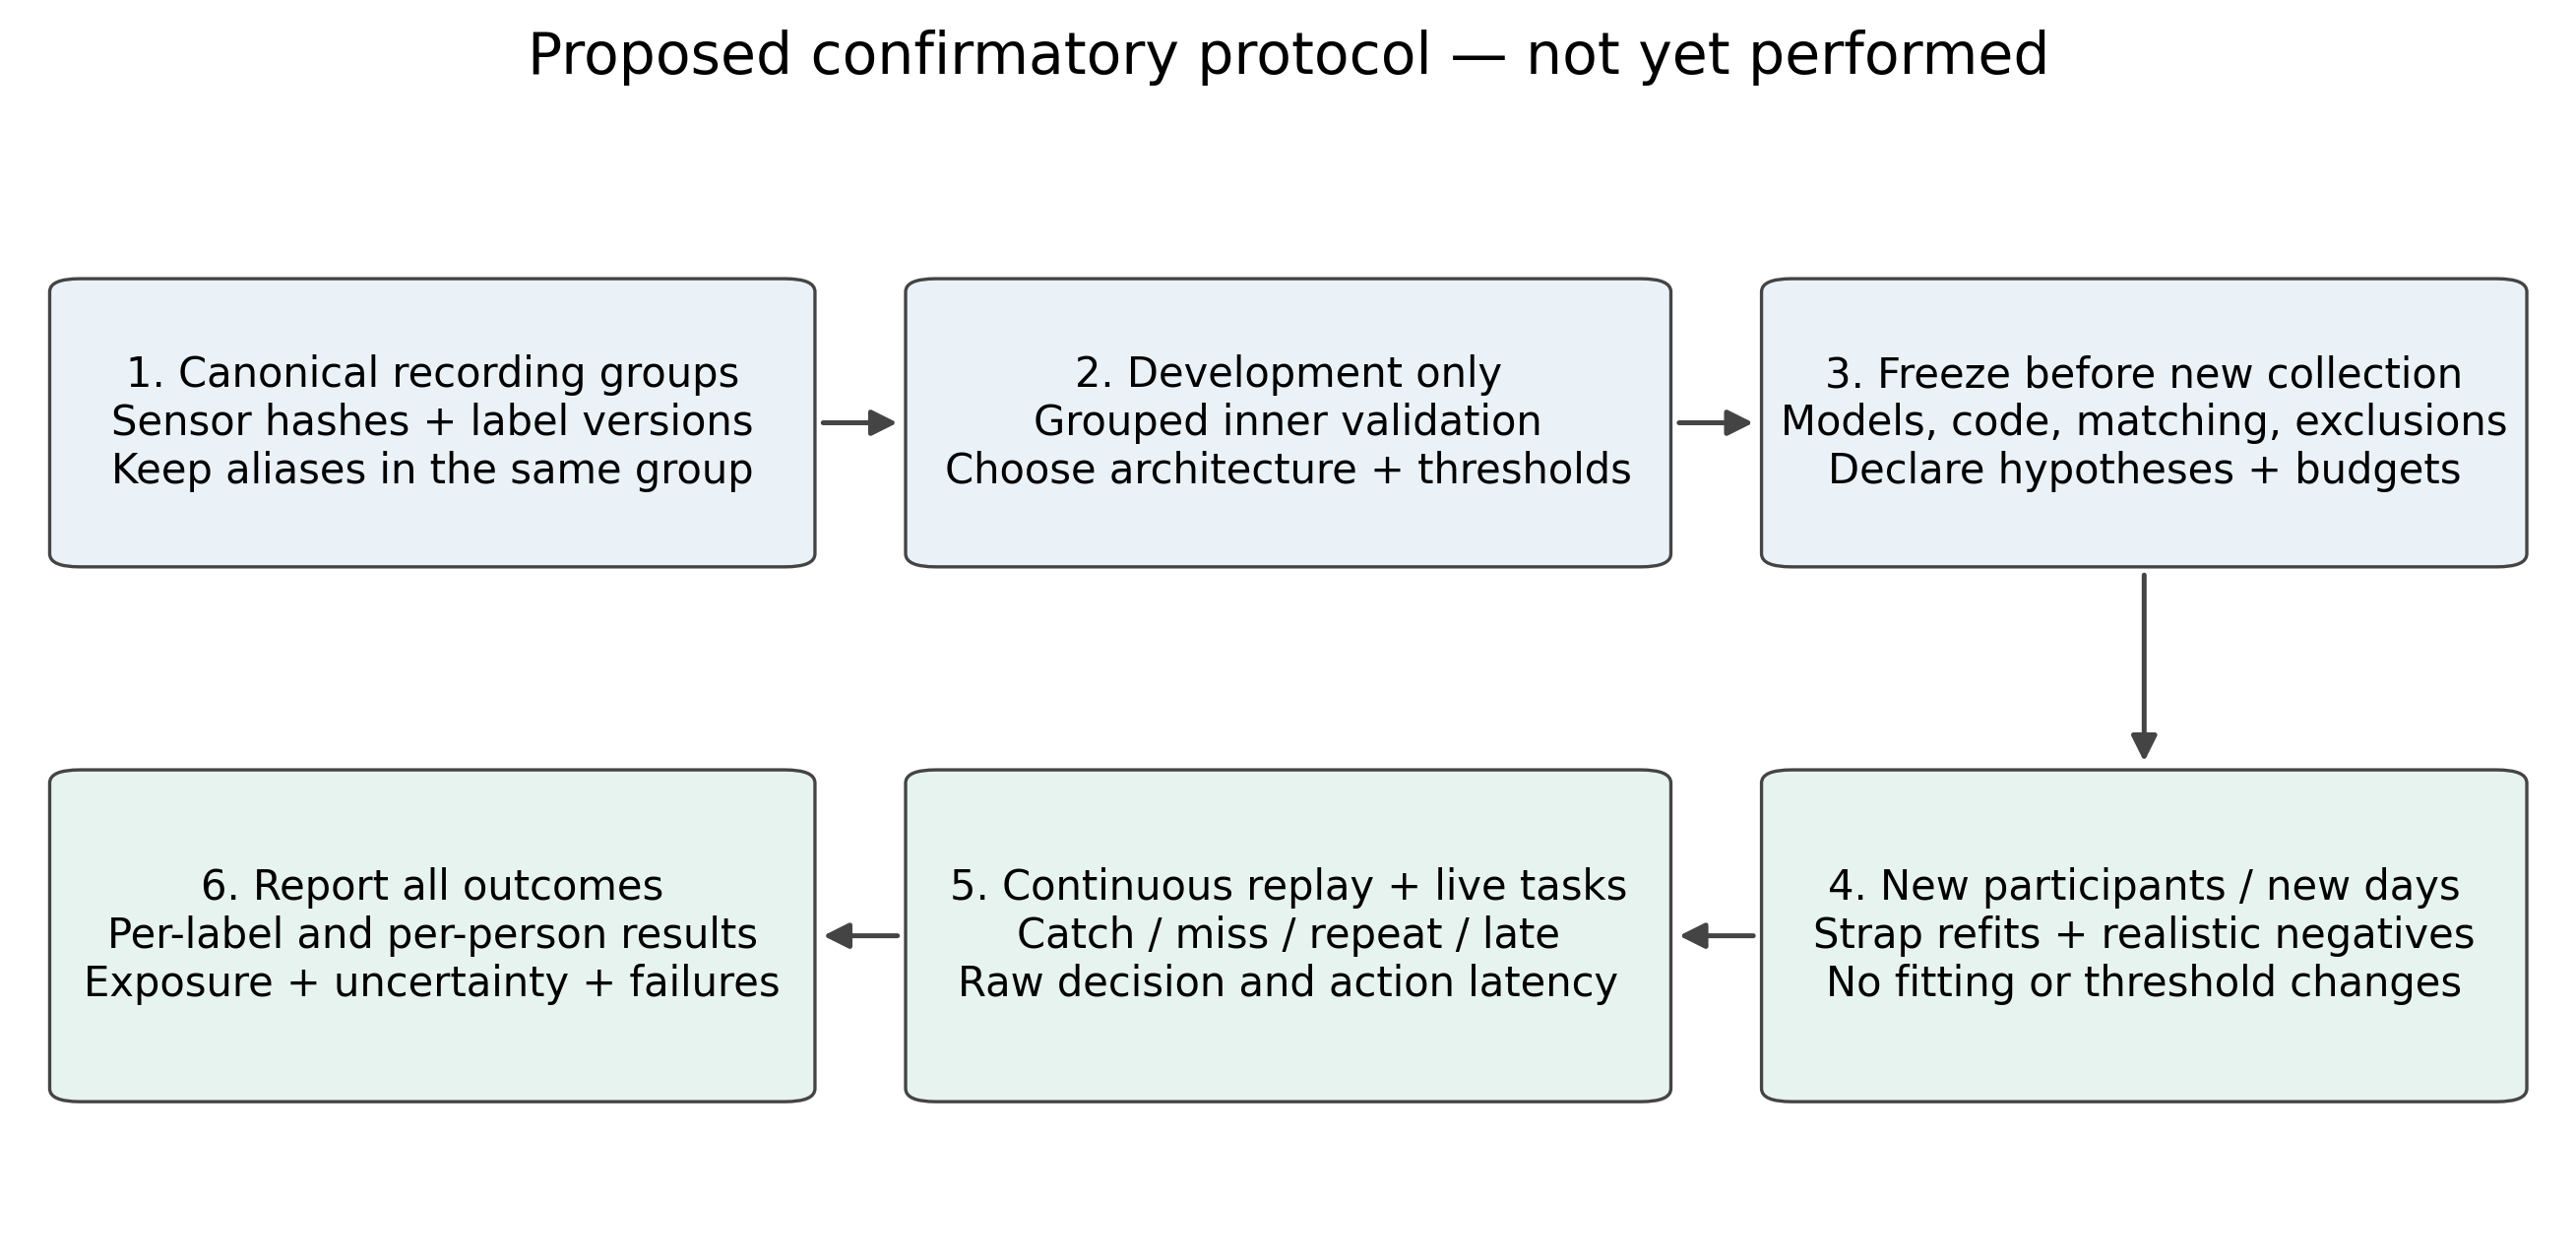 Proposed confirmatory protocol — not yet performed
1. Canonical recording groups
Sensor hashes + label versions
Keep aliases in the same group
2. Development only
Grouped inner validation
Choose architecture + thresholds
3. Freeze before new collection
Models, code, matching, exclusions
Declare hypotheses + budgets
4. New participants / new days
Strap refits + realistic negatives
No fitting or threshold changes
5. Continuous replay + live tasks
Catch / miss / repeat / late
Raw decision and action latency
6. Report all outcomes
Per-label and per-person results
Exposure + uncertainty + failures